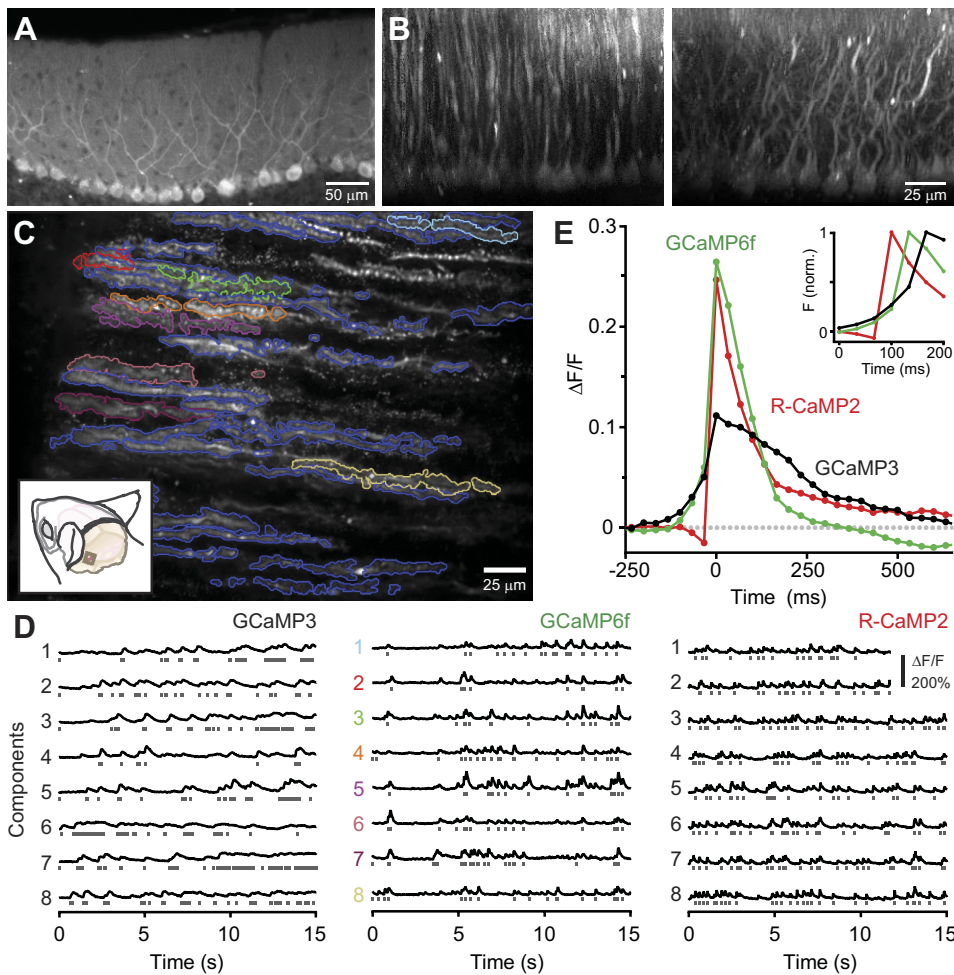 A
50 μm
B
25 μm
C
25 μm
E
0.3
0.2
0.1
0
ΔF/F
GCaMP6f
R-CaMP2
GCaMP3
-250
0
250
500
Time (ms)
1
0
F (norm.)
0
100
200
Time (ms)
D
GCaMP3
GCaMP6f
R-CaMP2
Components
1
2
3
4
5
6
7
8
0
5
10
15
Time (s)
1
2
3
4
5
6
7
8
0
5
10
15
Time (s)
1
2
3
4
5
6
7
8
ΔF/F
200%
0
5
10
15
Time (s)